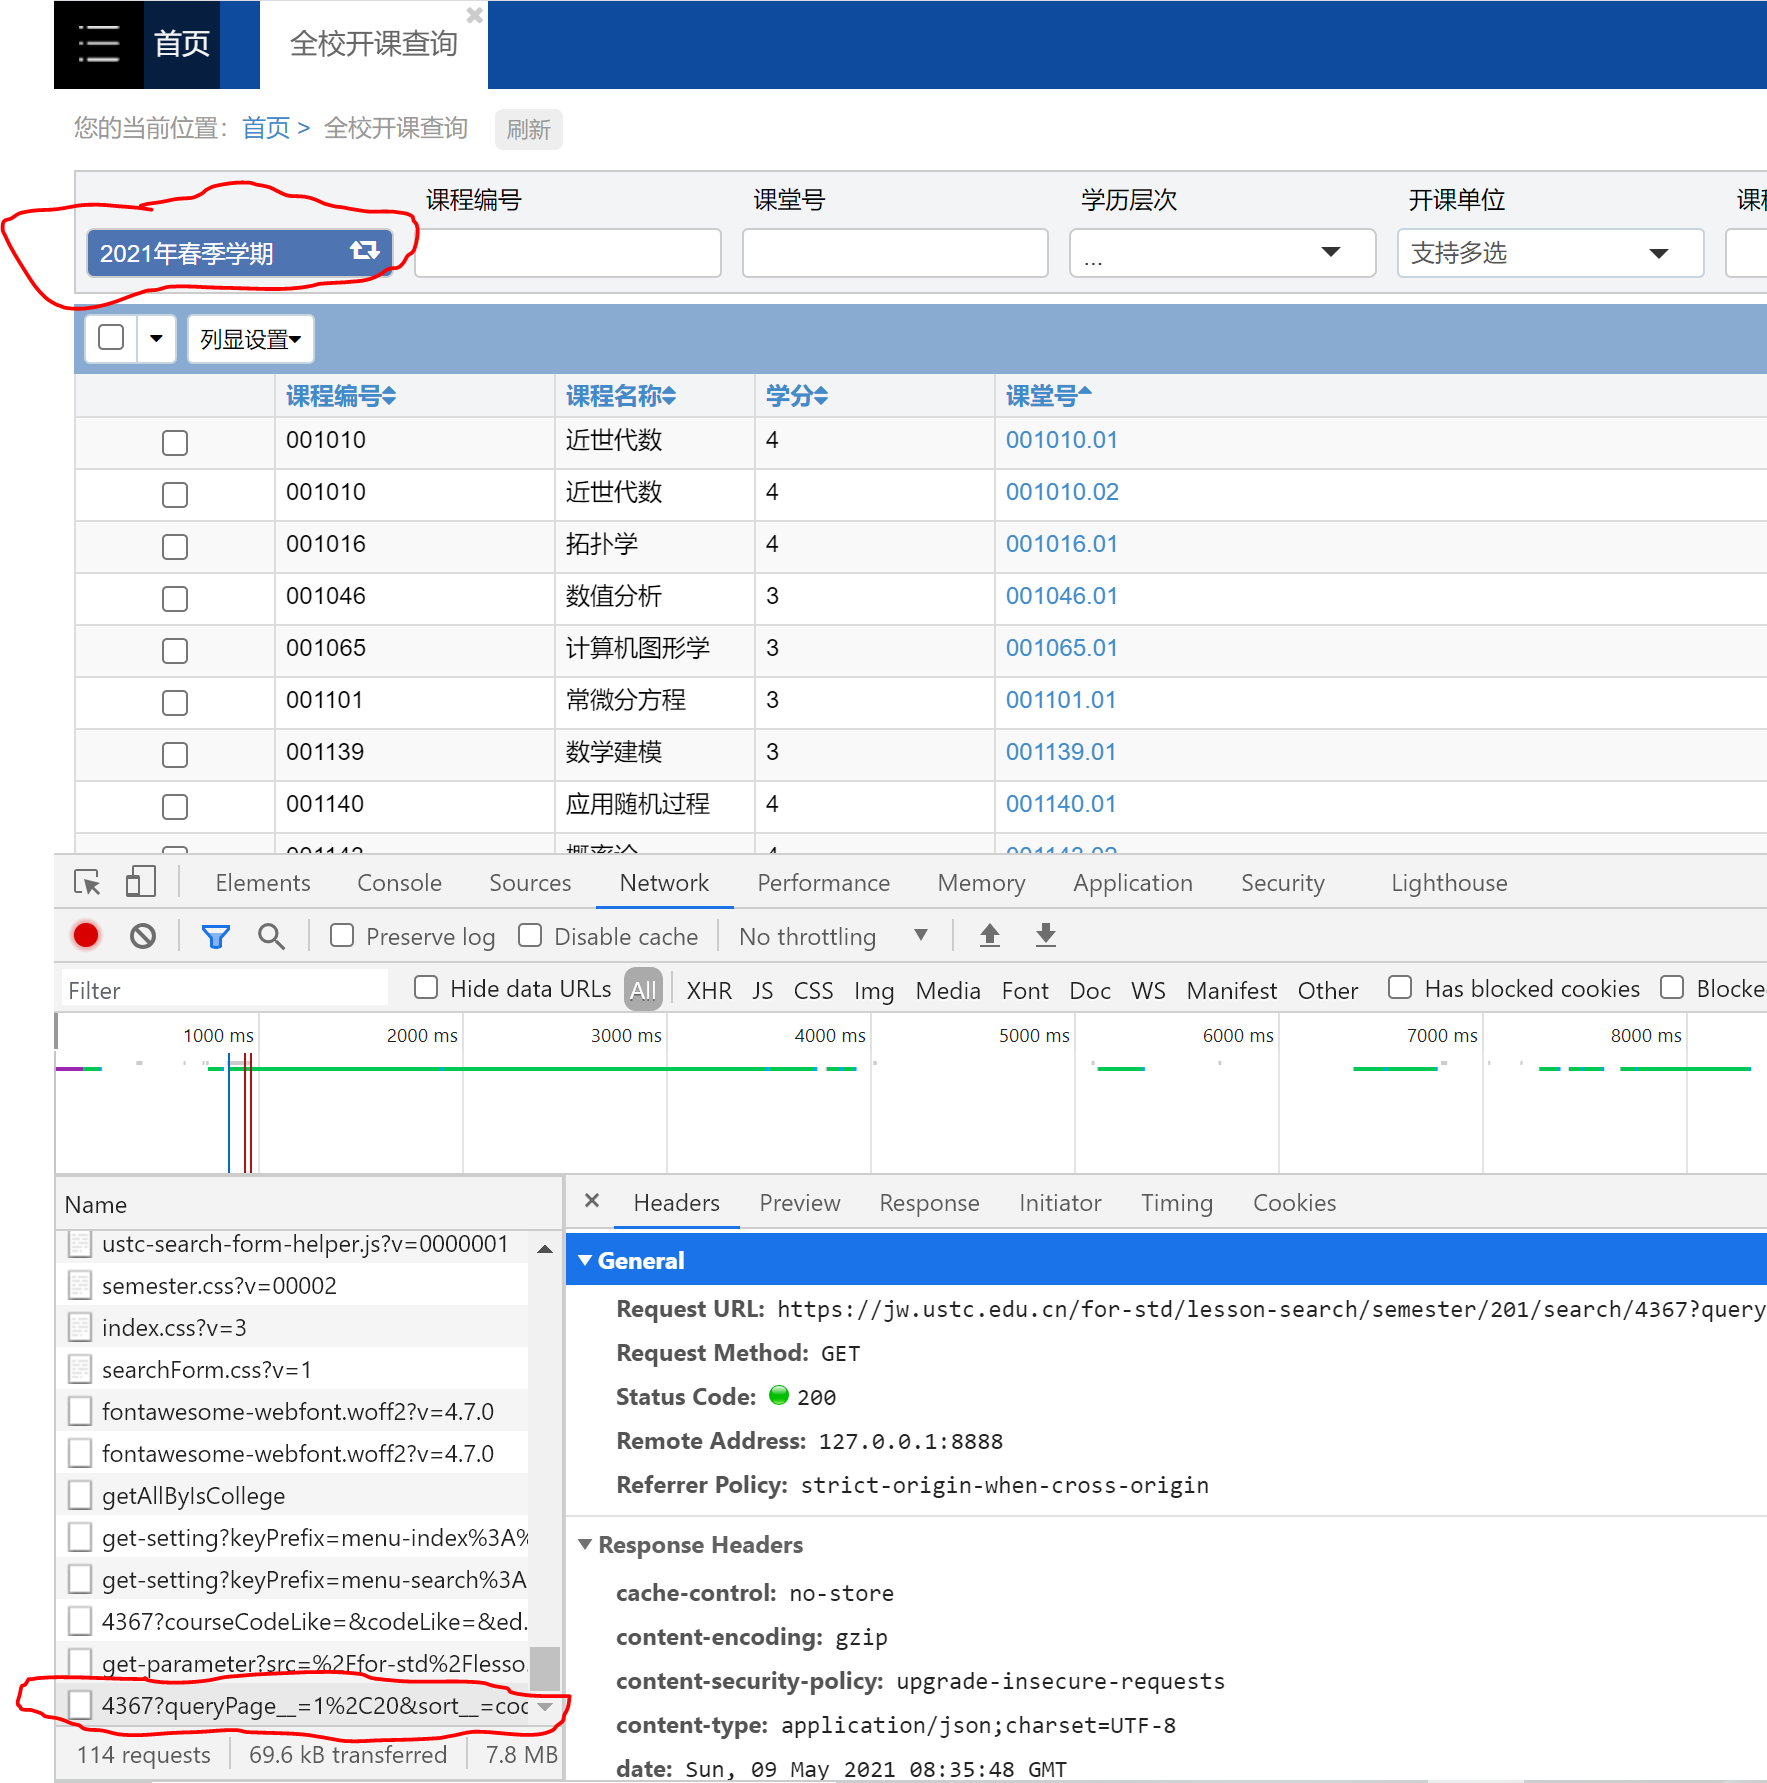 首页
全校开课查询
您的当前位置： 首页 > 全校开课查询 刷新
课程编号 课堂号 学历层次 开课单位
2021年春季学期 ... 支持多选
列显设置
课程编号 课程名称 学分 课堂号
001010 近世代数 4 001010.01
001010 近世代数 4 001010.02
001016 拓扑学 4 001016.01
001046 数值分析 3 001046.01
001065 计算机图形学 3 001065.01
001101 常微分方程 3 001101.01
001139 数学建模 3 001139.01
001140 应用随机过程 4 001140.01
Elements Console Sources Network Performance Memory Application Security Lighthouse
Preserve log Disable cache No throttling
Filter Hide data URLs All XHR JS CSS Img Media Font Doc WS Manifest Other Has blocked cookies Blocke
1000 ms 2000 ms 3000 ms 4000 ms 5000 ms 6000 ms 7000 ms 8000 ms
Name
ustc-search-form-helper.js?v=0000001
semester.css?v=00002
index.css?v=3
searchForm.css?v=1
fontawesome-webfont.woff2?v=4.7.0
fontawesome-webfont.woff2?v=4.7.0
getAllByIsCollege
get-setting?keyPrefix=menu-index%3A%
get-setting?keyPrefix=menu-search%3A
4367?courseCodeLike=&codeLike=&ed.
get-parameter?src=%2Ffor-std%2Flesso.
4367?queryPage__=1%2C20&sort__=coc
114 requests 69.6 kB transferred 7.8 MB
Headers Preview Response Initiator Timing Cookies
General
Request URL: https://jw.ustc.edu.cn/for-std/lesson-search/semester/201/search/4367?query
Request Method: GET
Status Code: 200
Remote Address: 127.0.0.1:8888
Referrer Policy: strict-origin-when-cross-origin
Response Headers
cache-control: no-store
content-encoding: gzip
content-security-policy: upgrade-insecure-requests
content-type: application/json;charset=UTF-8
date: Sun, 09 May 2021 08:35:48 GMT